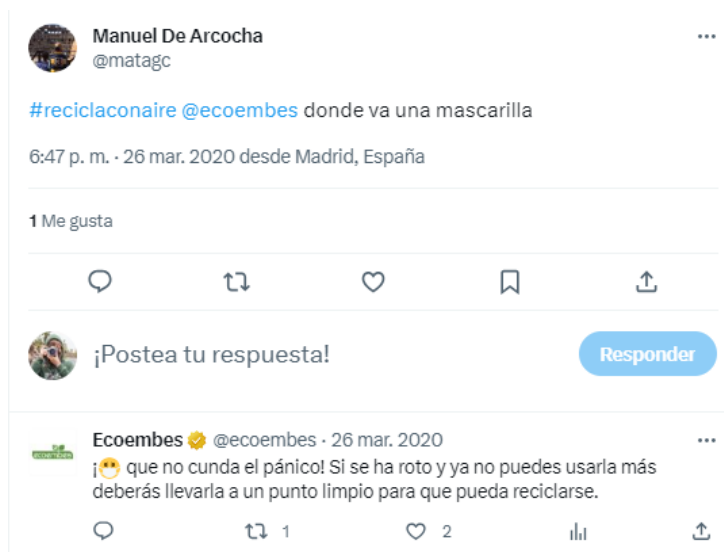 Manuel De Arcocha
@matagc
#reciclaconaire @ecoembes donde va una mascarilla
6:47 p. m. · 26 mar. 2020 desde Madrid, España
1 Me gusta
¡Postea tu respuesta!
Responder
ecoembes
Ecoembes @ecoembes · 26 mar. 2020
¡😷 que no cunda el pánico! Si se ha roto y ya no puedes usarla más
deberás llevarla a un punto limpio para que pueda reciclarse.
1 2